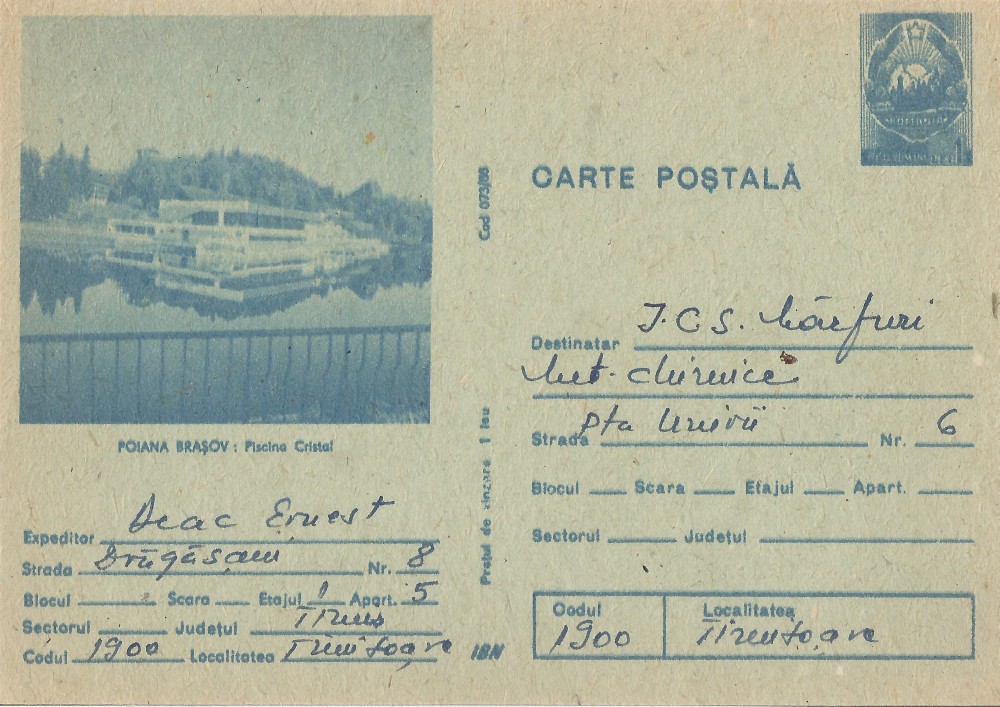 CARTE POȘTALĂ
Cod 073/88
Prețul de vînzare 1 leu
POIANA BRAȘOV : Piscina Cristal
Expeditor Deac Ernest
Strada Drăgășani Nr. 8
Blocul Scara Etajul 1 Apart. 5
Sectorul Județul Timiș
Codul 1900 Localitatea Timișoara
IBN
Destinatar I.C.S. Mărfuri
Met-chimice
Strada Pta Unirii Nr. 6
Blocul Scara Etajul Apart.
Sectorul Județul
Codul Localitatea
1900 Timișoara